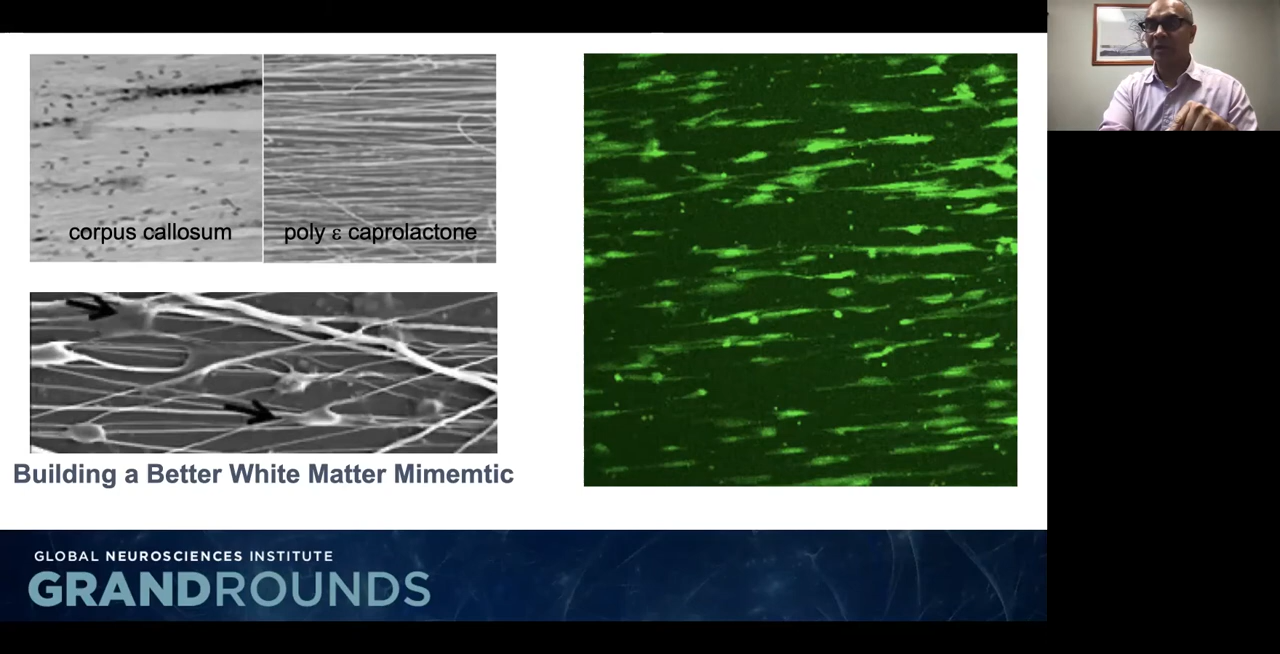 corpus callosum
poly ε caprolactone
Building a Better White Matter Mimemtic
GLOBAL NEUROSCIENCES INSTITUTE
GRANDROUNDS